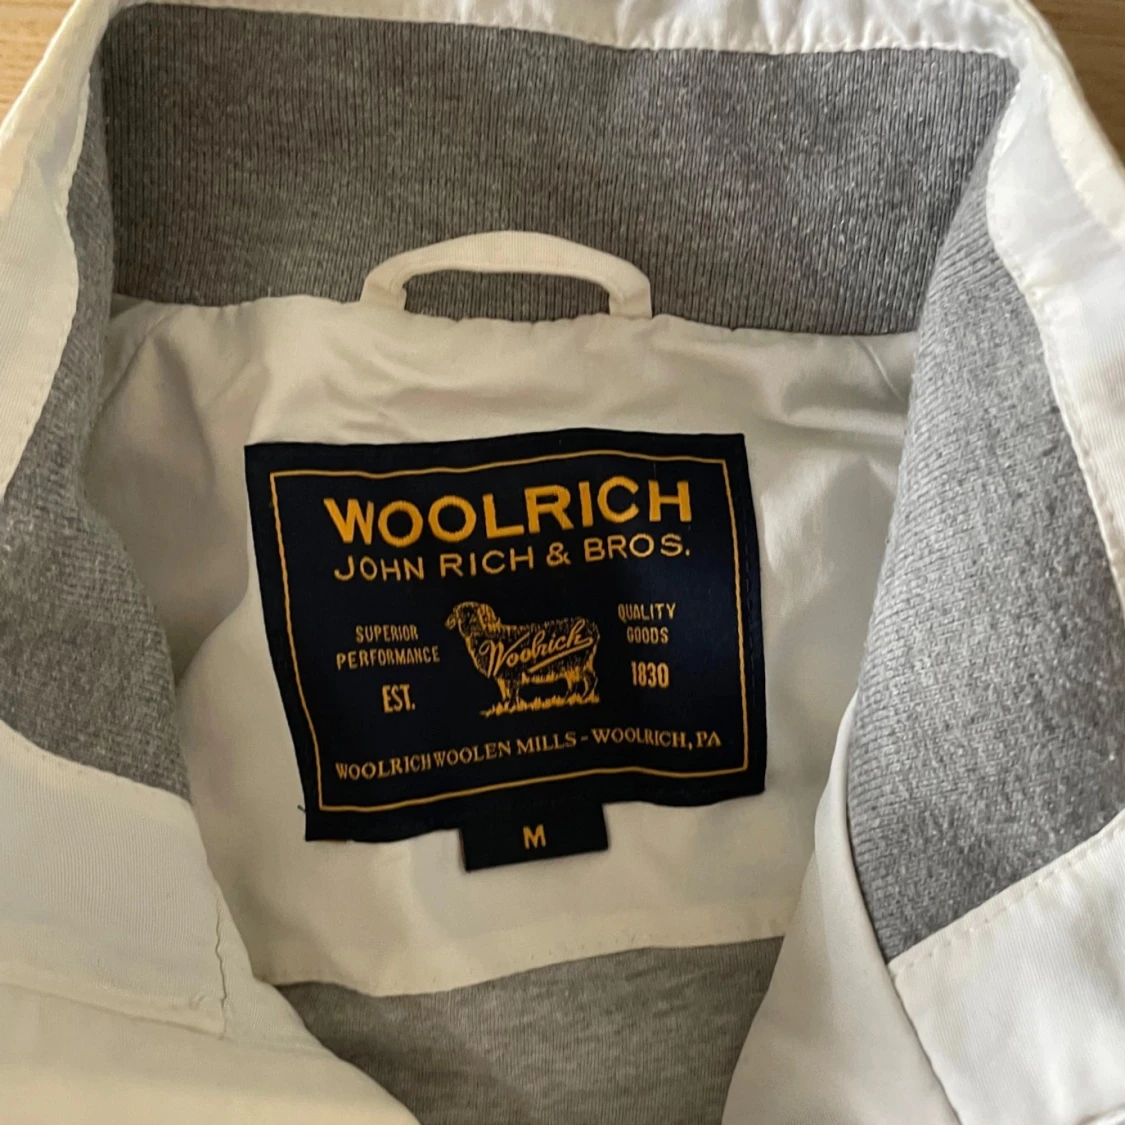 WOOLRICH
JOHN RICH & BROS.
SUPERIOR
PERFORMANCE
EST.
Woolrich
QUALITY
GOODS
1830
WOOLRICH WOOLEN MILLS - WOOLRICH, PA
M